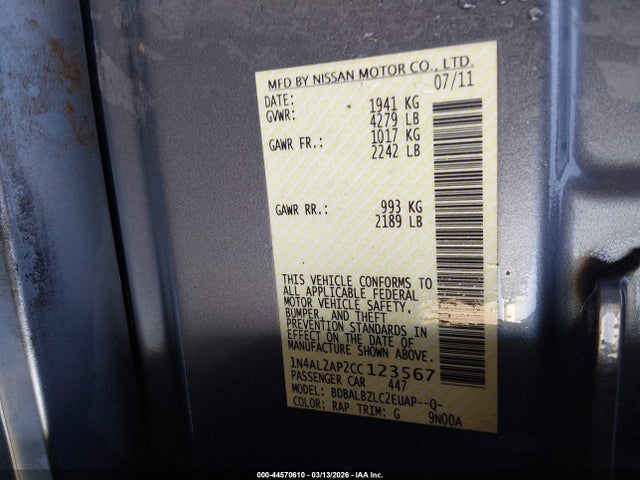 MFD BY NISSAN MOTOR CO., LTD.
DATE: 07/11
GVWR: 1941 KG
4279 LB
GAWR FR.: 1017 KG
2242 LB
GAWR RR.: 993 KG
2189 LB
THIS VEHICLE CONFORMS TO
ALL APPLICABLE FEDERAL
MOTOR VEHICLE SAFETY,
BUMPER, AND THEFT
PREVENTION STANDARDS IN
EFFECT ON THE DATE OF
MANUFACTURE SHOWN ABOVE.
1N4AL2AP2CC123567
PASSENGER CAR 447
MODEL: BDBALBZLC2EUAP--Q-
COLOR: RAP TRIM: G 9N00A
000-44570610 - 03/13/2026 - IAA Inc.